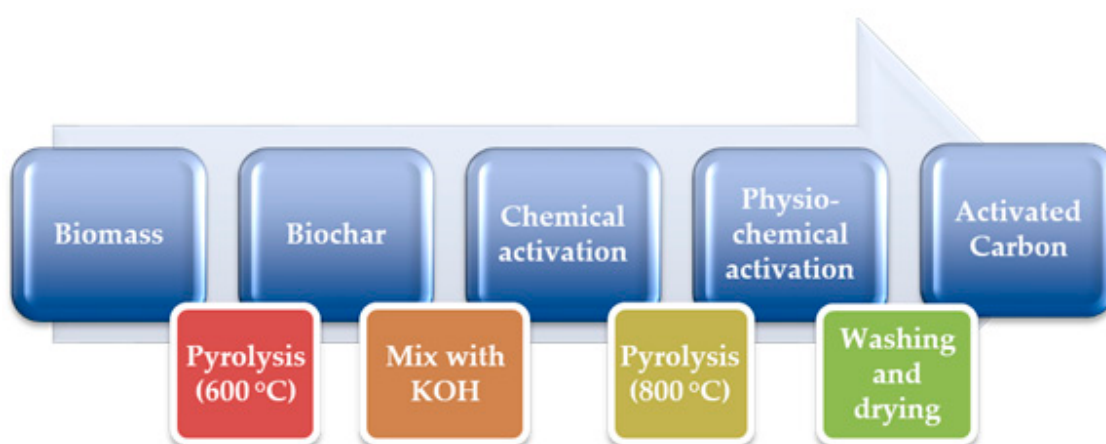 Biomass
Biochar
Chemical
activation
Physio-
chemical
activation
Activated
Carbon
Pyrolysis
(600 °C)
Mix with
KOH
Pyrolysis
(800 °C)
Washing
and
drying